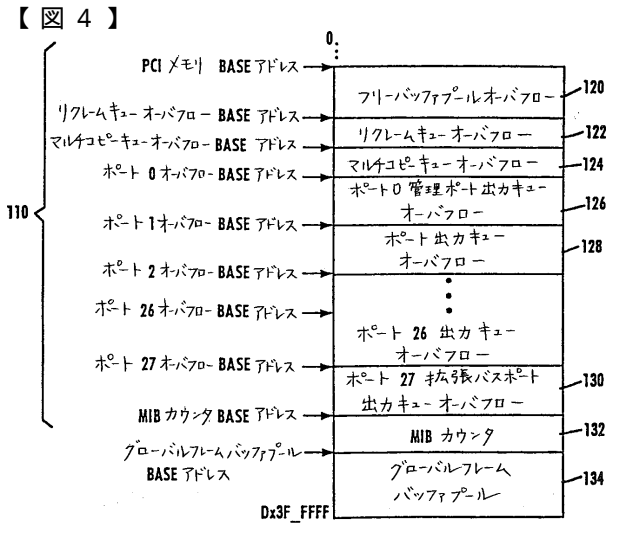 【図4】
0
PCI メモリ BASE アドレス
フリーバッファプールオーバフロー
120
リクレームキュー オーバフロー BASE アドレス
リクレームキュー オーバフロー
122
マルチコピーキューオーバフロー BASE アドレス
マルチコピーキュー オーバフロー
124
ポート 0 オーバフロー BASE アドレス
ポート0 管理ポート出力キュー
オーバフロー
126
110
ポート 1 オーバフロー BASE アドレス
ポート出力キュー
オーバフロー
128
ポート 2 オーバフロー BASE アドレス
ポート 26 オーバフロー BASE アドレス
ポート 26 出力キュー
オーバフロー
ポート 27 オーバフロー BASE アドレス
ポート 27 拡張バスポート
出力キュー オーバフロー
130
MIB カウンタ BASE アドレス
MIB カウンタ
132
グローバルフレームバッファプール
BASE アドレス
グローバルフレーム
バッファプール
134
Dx3F_FFFF